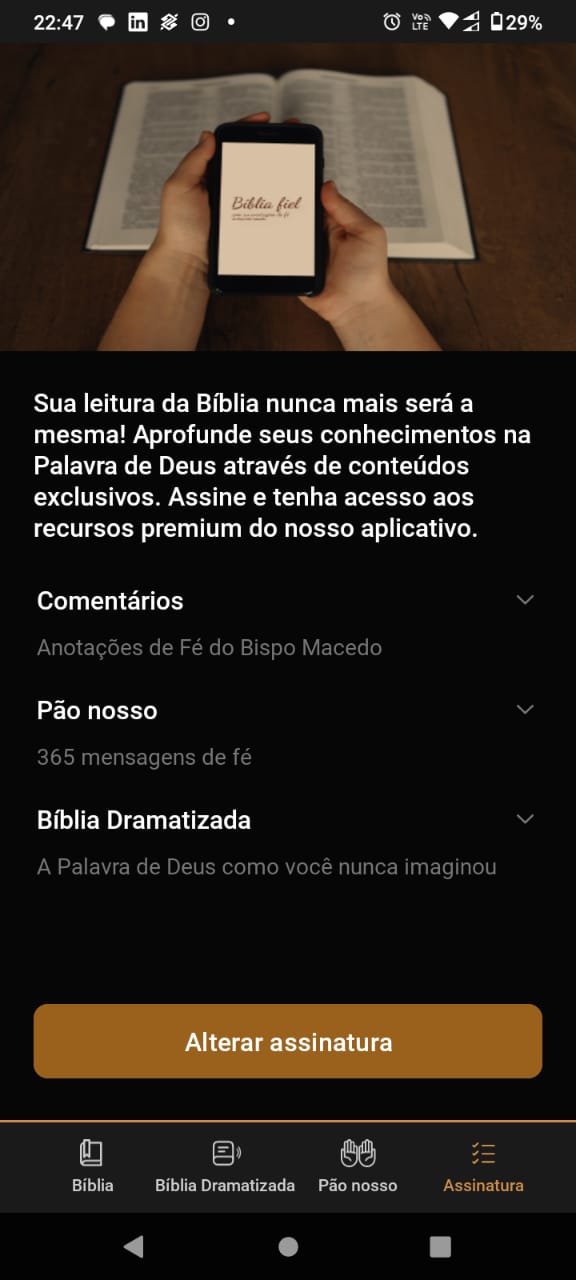 22:47
Vo))
LTE
29%
Bíblia fiel
Sua leitura da Bíblia nunca mais será a
mesma! Aprofunde seus conhecimentos na
Palavra de Deus através de conteúdos
exclusivos. Assine e tenha acesso aos
recursos premium do nosso aplicativo.
Comentários
Anotações de Fé do Bispo Macedo
Pão nosso
365 mensagens de fé
Bíblia Dramatizada
A Palavra de Deus como você nunca imaginou
Alterar assinatura
Bíblia
Bíblia Dramatizada
Pão nosso
Assinatura